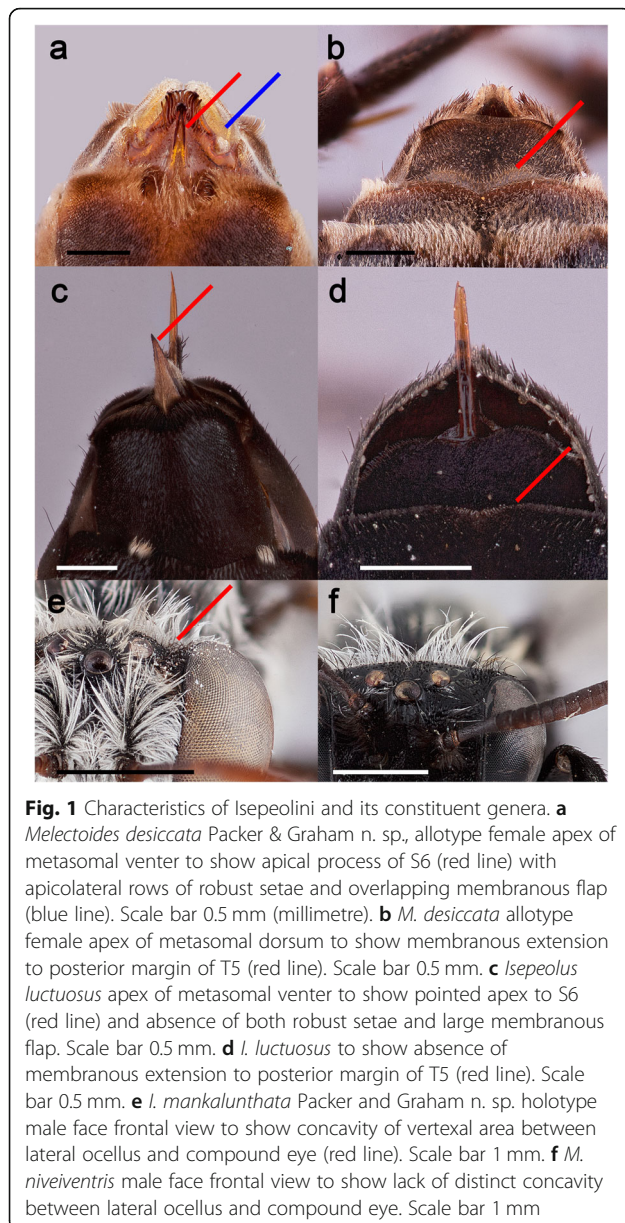 a
b
c
d
e
f
Fig. 1 Characteristics of Isepeolini and its constituent genera. a
Melectoides desiccata Packer & Graham n. sp., allotype female apex of
metasomal venter to show apical process of S6 (red line) with
apicolateral rows of robust setae and overlapping membranous flap
(blue line). Scale bar 0.5 mm (millimetre). b M. desiccata allotype
female apex of metasomal dorsum to show membranous extension
to posterior margin of T5 (red line). Scale bar 0.5 mm. c Isepeolus
luctuosus apex of metasomal venter to show pointed apex to S6
(red line) and absence of both robust setae and large membranous
flap. Scale bar 0.5 mm. d I. luctuosus to show absence of
membranous extension to posterior margin of T5 (red line). Scale
bar 0.5 mm. e I. mankalunthata Packer and Graham n. sp. holotype
male face frontal view to show concavity of vertexal area between
lateral ocellus and compound eye (red line). Scale bar 1 mm. f M.
niveiventris male face frontal view to show lack of distinct concavity
between lateral ocellus and compound eye. Scale bar 1 mm